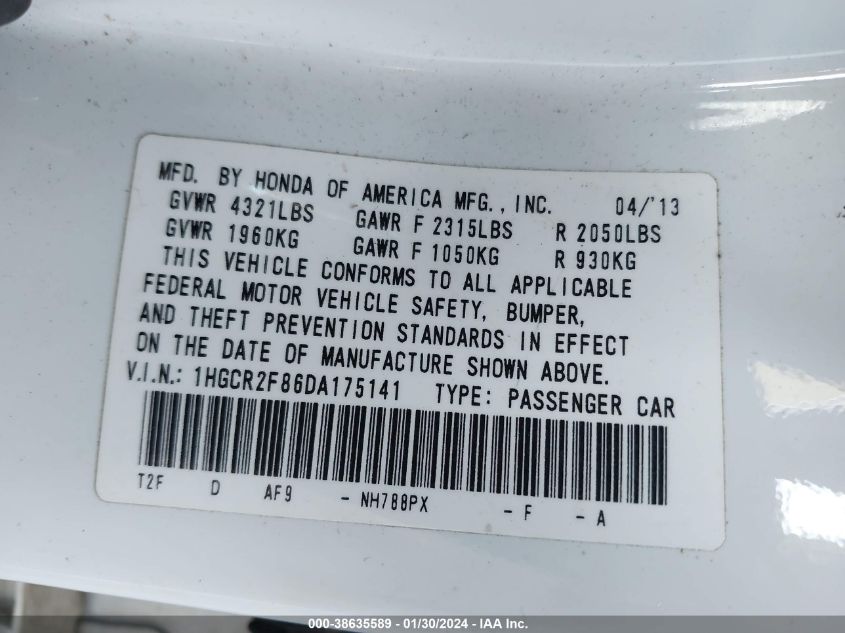 MFD. BY HONDA OF AMERICA MFG., INC. 04/'13
GVWR 4321LBS GAWR F 2315LBS R 2050LBS
GVWR 1960KG GAWR F 1050KG R 930KG
THIS VEHICLE CONFORMS TO ALL APPLICABLE
FEDERAL MOTOR VEHICLE SAFETY, BUMPER,
AND THEFT PREVENTION STANDARDS IN EFFECT
ON THE DATE OF MANUFACTURE SHOWN ABOVE.
V.I.N.: 1HGCR2F86DA175141 TYPE: PASSENGER CAR
T2F D AF9 - NH788PX - F - A
000-38635589 - 01/30/2024 - IAA Inc.